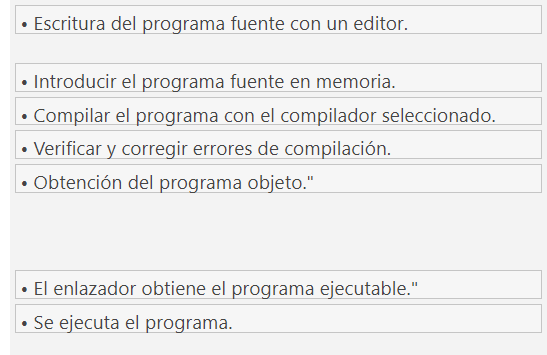 • Escritura del programa fuente con un editor.
• Introducir el programa fuente en memoria.
• Compilar el programa con el compilador seleccionado.
• Verificar y corregir errores de compilación.
• Obtención del programa objeto."
• El enlazador obtiene el programa ejecutable."
• Se ejecuta el programa.